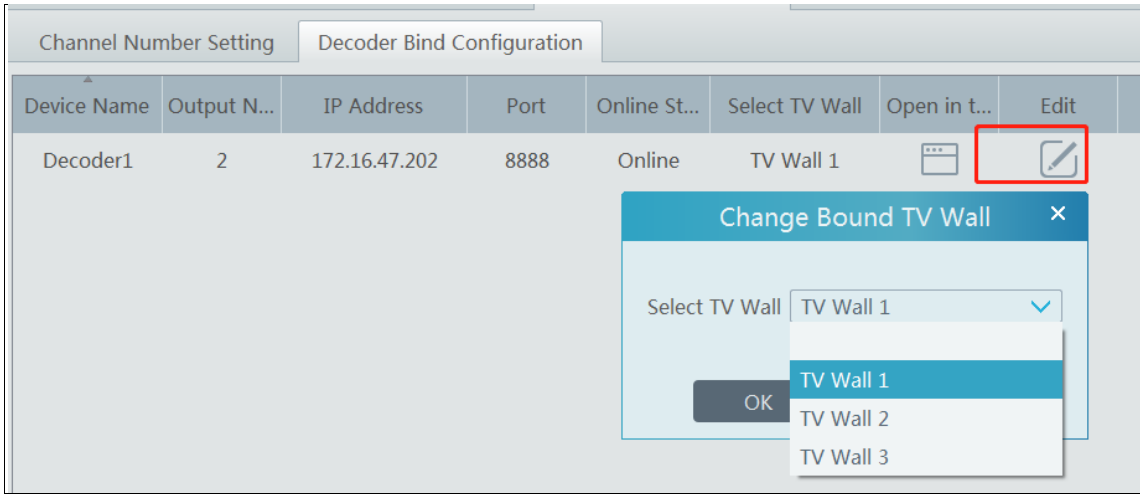 Channel Number Setting Decoder Bind Configuration
Device Name Output N... IP Address Port Online St... Select TV Wall Open in t... Edit
Decoder1 2 172.16.47.202 8888 Online TV Wall 1
Change Bound TV Wall
Select TV Wall TV Wall 1
TV Wall 1
OK
TV Wall 2
TV Wall 3